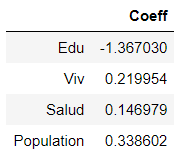 Coeff
Edu -1.367030
Viv 0.219954
Salud 0.146979
Population 0.338602